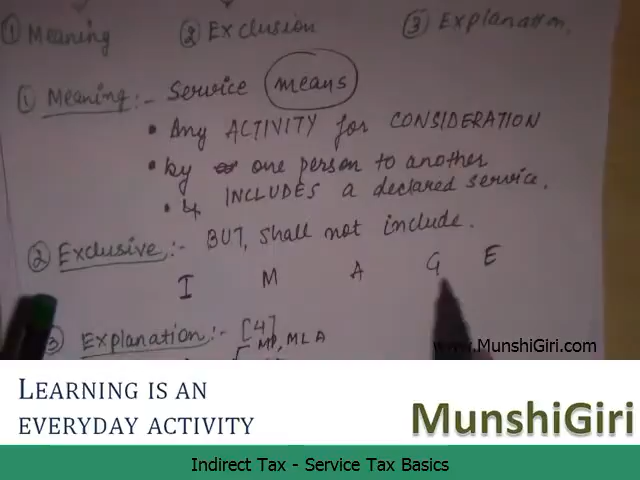 ① Meaning ② Exclusion ③ Explanation.
① Meaning:- Service means
• Any ACTIVITY for CONSIDERATION
• by one person to another
• & INCLUDES a declared service.
② Exclusive:- BUT, shall not include.
I M A G E
③ Explanation:- [4]
MP, MLA
www.MunshiGiri.com
LEARNING IS AN
EVERYDAY ACTIVITY
MunshiGiri
Indirect Tax - Service Tax Basics